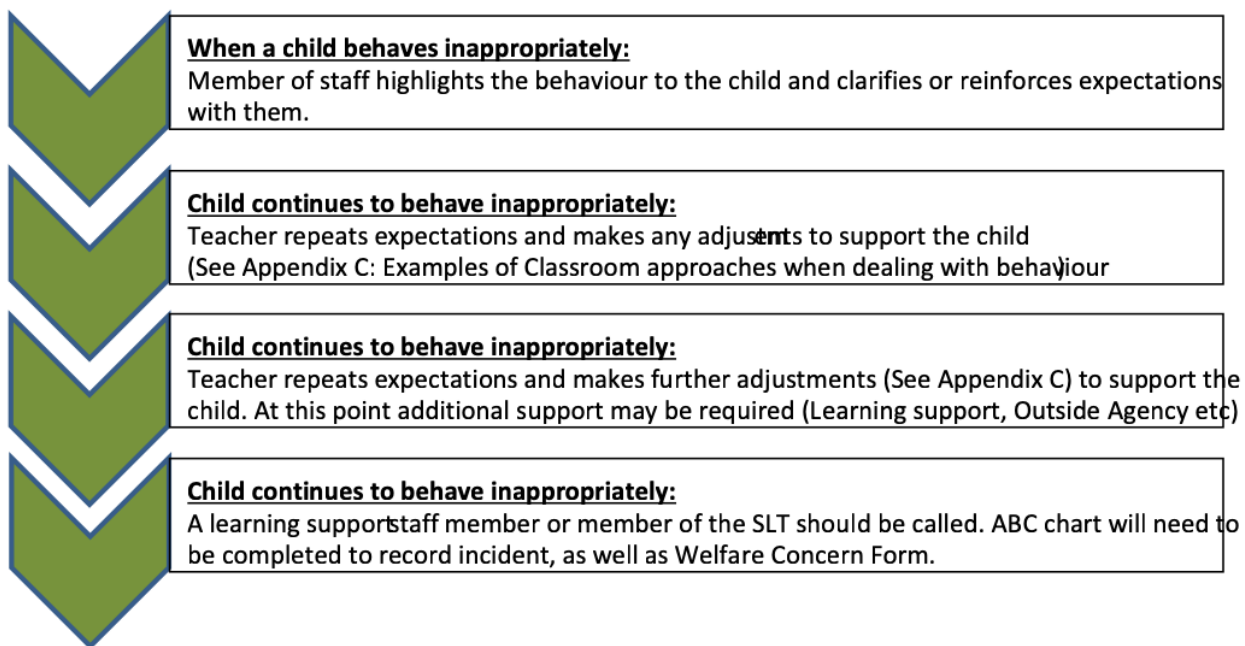 When a child behaves inappropriately:
Member of staff highlights the behaviour to the child and clarifies or reinforces expectations
with them.
Child continues to behave inappropriately:
Teacher repeats expectations and makes any adjustments to support the child
(See Appendix C: Examples of Classroom approaches when dealing with behaviour)
Child continues to behave inappropriately:
Teacher repeats expectations and makes further adjustments (See Appendix C) to support the
child. At this point additional support may be required (Learning support, Outside Agency etc)
Child continues to behave inappropriately:
A learning support staff member or member of the SLT should be called. ABC chart will need to
be completed to record incident, as well as Welfare Concern Form.